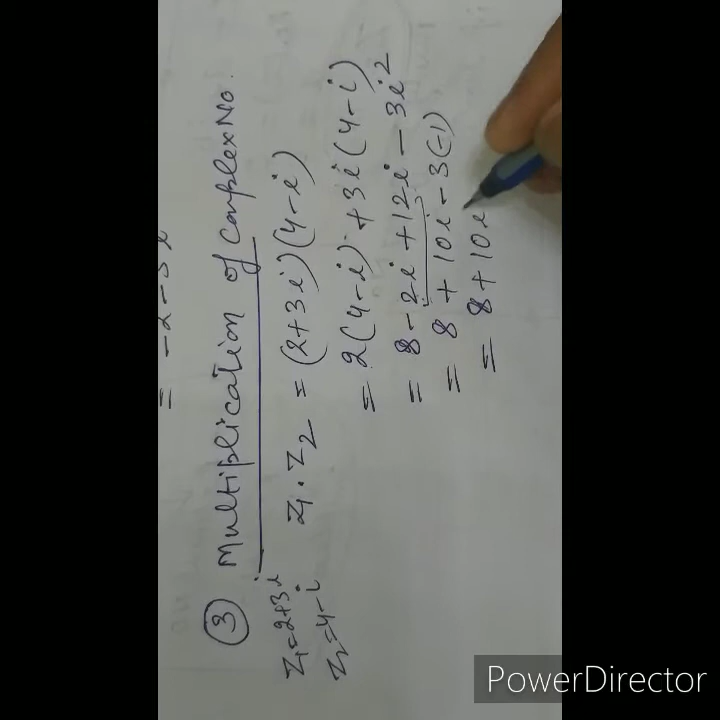 = -2-3i
③ Multiplication of Complex No.
Z₁=2+3i
Z₂=4-i
Z₁.Z₂ = (2+3i)(4-i)
= 2(4-i)+3i(4-i)
= 8-2i+12i-3i²
= 8+10i-3(-1)
= 8+10i
PowerDirector